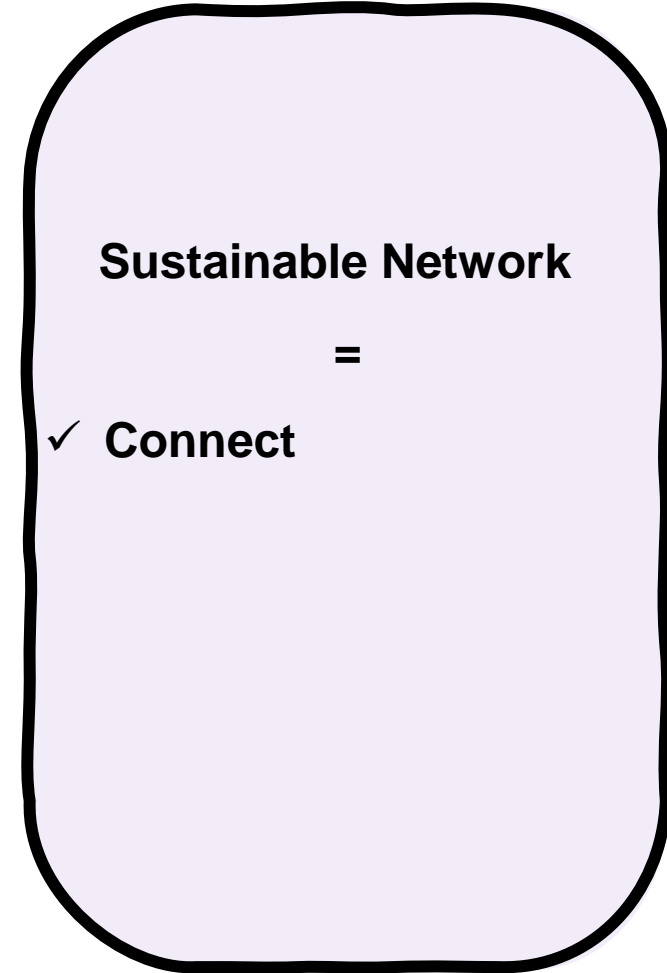 Sustainable Network
=
✓ Connect